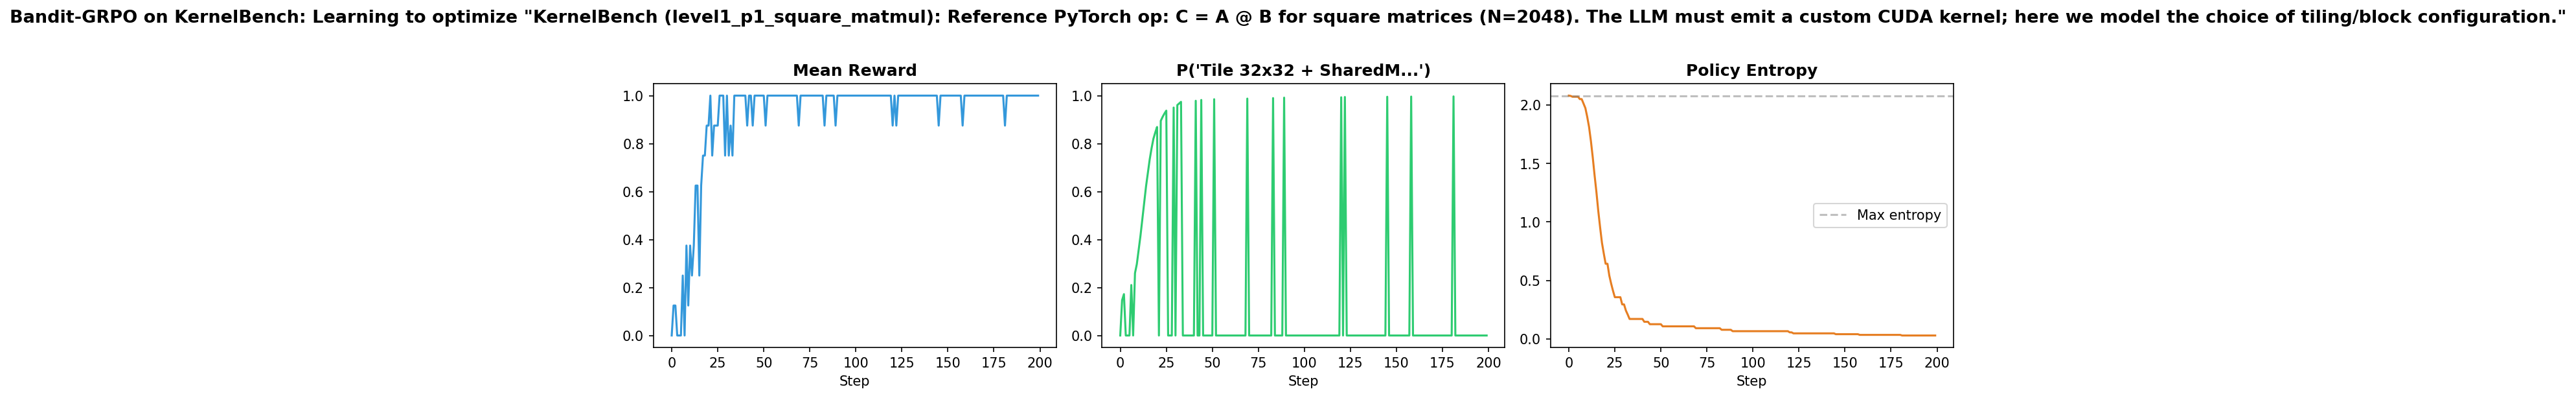 Bandit-GRPO on KernelBench: Learning to optimize "KernelBench (level1_p1_square_matmul): Reference PyTorch op: C = A @ B for square matrices (N=2048). The LLM must emit a custom CUDA kernel; here we model the choice of tiling/block configuration."
Mean Reward
1.0
0.8
0.6
0.4
0.2
0.0
0 25 50 75 100 125 150 175 200
Step
P('Tile 32x32 + SharedM...')
1.0
0.8
0.6
0.4
0.2
0.0
0 25 50 75 100 125 150 175 200
Step
Policy Entropy
2.0
1.5
1.0
0.5
0.0
Max entropy
0 25 50 75 100 125 150 175 200
Step